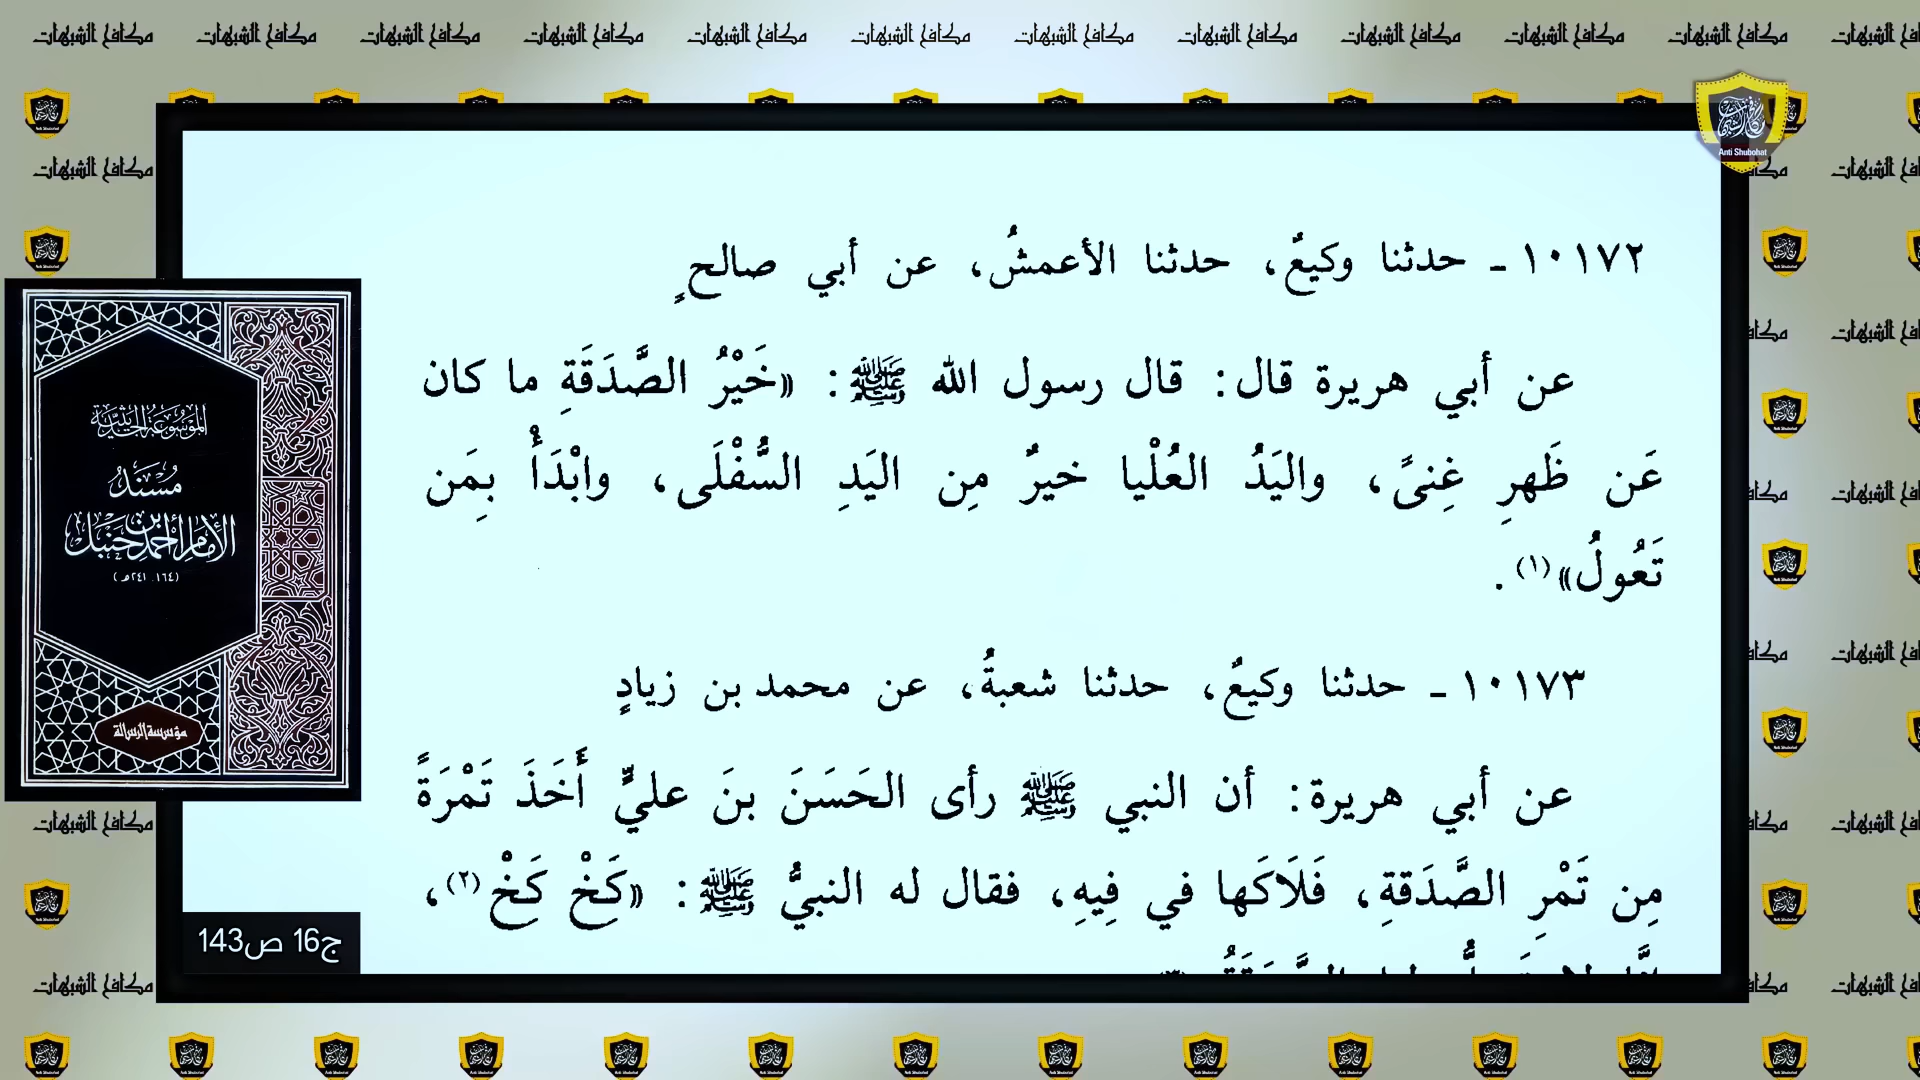 مكافح الشبهات
Anti Shubohat
١٠١٧٢ ـ حدثنا وكيعٌ، حدثنا الأعمشُ، عن أبي صالحٍ
عن أبي هريرة قال: قال رسول الله ﷺ: «خَيْرُ الصَّدَقَةِ ما كان
عَن ظَهرِ غِنىً، واليَدُ العُلْيا خيرٌ مِن اليَدِ السُّفْلَى، وابْدَأْ بِمَن
تَعُولُ»(١).
١٠١٧٣ ـ حدثنا وكيعٌ، حدثنا شعبةُ، عن محمد بن زيادٍ
عن أبي هريرة: أن النبي ﷺ رأى الحَسَنَ بنَ عليٍّ أَخَذَ تَمْرَةً
مِن تَمْرِ الصَّدَقةِ، فَلَاكَها في فِيهِ، فقال له النبيُّ ﷺ: «كَخْ كَخْ(٢)،
الموسوعة الحديثية
مُسْنَدُ
الإمام أحمد بن حنبل
(١٦٤ ـ ٢٤١هـ)
مؤسسة الرسالة
ج16 ص143